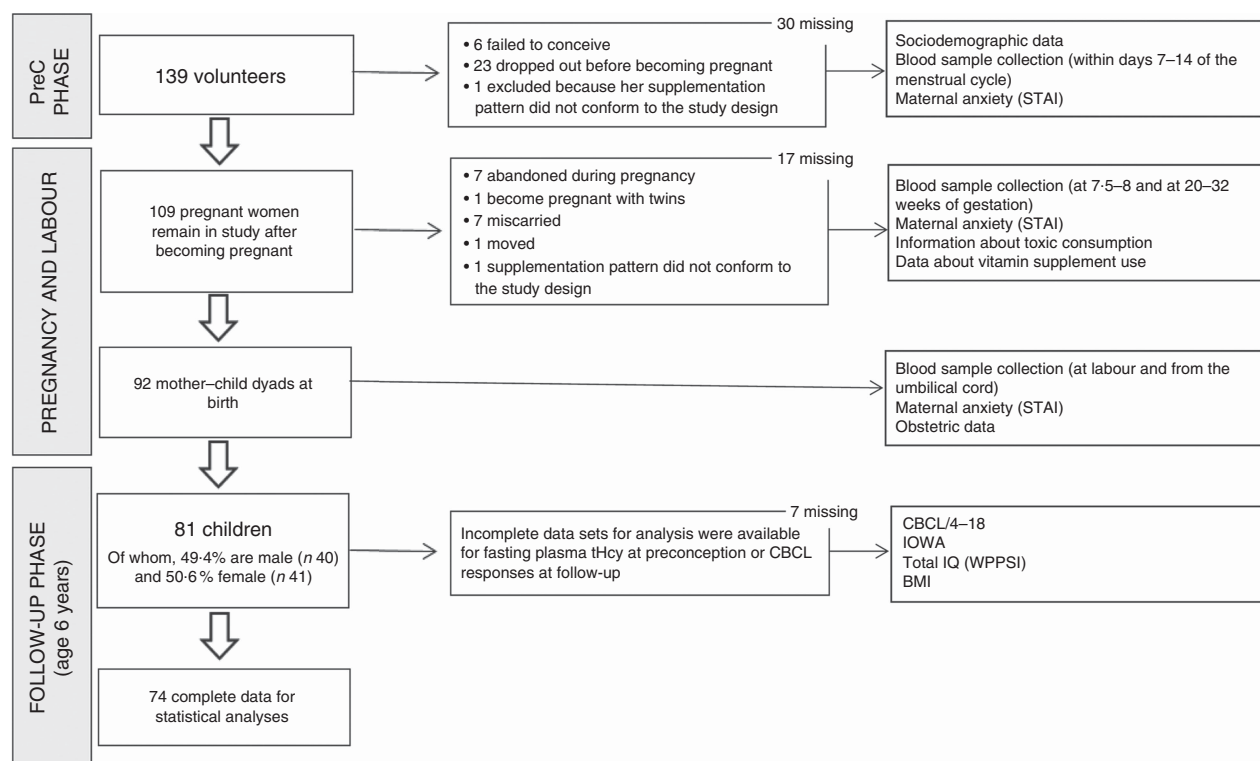 PreC
PHASE
139 volunteers
30 missing
• 6 failed to conceive
• 23 dropped out before becoming pregnant
• 1 excluded because her supplementation
pattern did not conform to the study design
Sociodemographic data
Blood sample collection (within days 7–14 of the
menstrual cycle)
Maternal anxiety (STAI)
PREGNANCY AND LABOUR
109 pregnant women
remain in study after
becoming pregnant
17 missing
• 7 abandoned during pregnancy
• 1 become pregnant with twins
• 7 miscarried
• 1 moved
• 1 supplementation pattern did not conform to
the study design
Blood sample collection (at 7·5–8 and at 20–32
weeks of gestation)
Maternal anxiety (STAI)
Information about toxic consumption
Data about vitamin supplement use
92 mother–child dyads at
birth
Blood sample collection (at labour and from the
umbilical cord)
Maternal anxiety (STAI)
Obstetric data
FOLLOW-UP PHASE
(age 6 years)
81 children
Of whom, 49·4% are male (n 40)
and 50·6 % female (n 41)
7 missing
Incomplete data sets for analysis were available
for fasting plasma tHcy at preconception or CBCL
responses at follow-up
CBCL/4–18
IOWA
Total IQ (WPPSI)
BMI
74 complete data for
statistical analyses